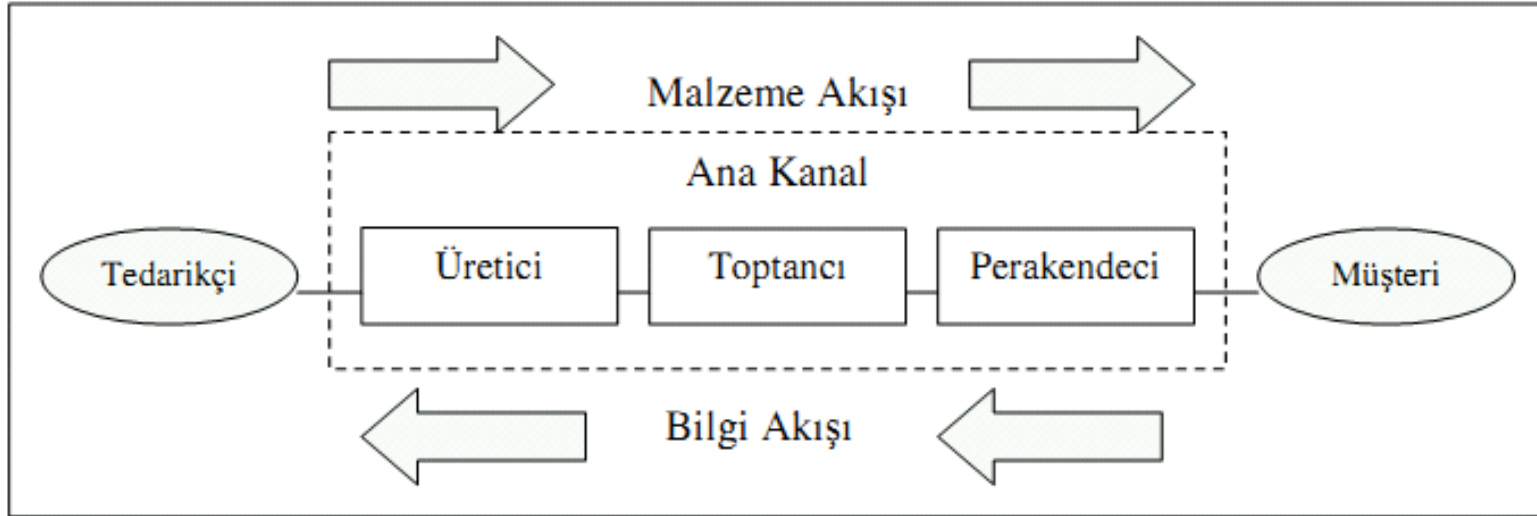 Malzeme Akışı
Ana Kanal
Tedarikçi
Üretici
Toptancı
Perakendeci
Müşteri
Bilgi Akışı